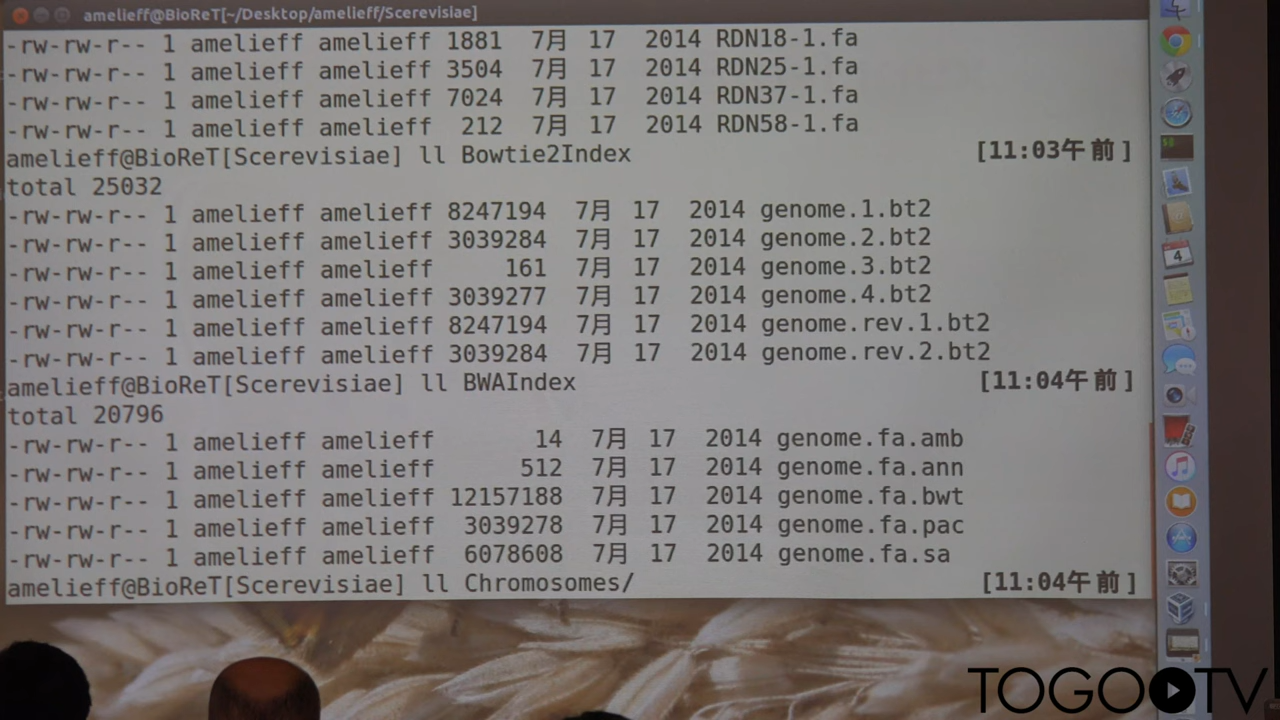 amelieff@BioReT[~/Desktop/amelieff/Scerevisiae]
-rw-rw-r-- 1 amelieff amelieff 1881 7月 17 2014 RDN18-1.fa
-rw-rw-r-- 1 amelieff amelieff 3504 7月 17 2014 RDN25-1.fa
-rw-rw-r-- 1 amelieff amelieff 7024 7月 17 2014 RDN37-1.fa
-rw-rw-r-- 1 amelieff amelieff 212 7月 17 2014 RDN58-1.fa
amelieff@BioReT[Scerevisiae] ll Bowtie2Index [11:03午前]
total 25032
-rw-rw-r-- 1 amelieff amelieff 8247194 7月 17 2014 genome.1.bt2
-rw-rw-r-- 1 amelieff amelieff 3039284 7月 17 2014 genome.2.bt2
-rw-rw-r-- 1 amelieff amelieff 161 7月 17 2014 genome.3.bt2
-rw-rw-r-- 1 amelieff amelieff 3039277 7月 17 2014 genome.4.bt2
-rw-rw-r-- 1 amelieff amelieff 8247194 7月 17 2014 genome.rev.1.bt2
-rw-rw-r-- 1 amelieff amelieff 3039284 7月 17 2014 genome.rev.2.bt2
amelieff@BioReT[Scerevisiae] ll BWAIndex [11:04午前]
total 20796
-rw-rw-r-- 1 amelieff amelieff 14 7月 17 2014 genome.fa.amb
-rw-rw-r-- 1 amelieff amelieff 512 7月 17 2014 genome.fa.ann
-rw-rw-r-- 1 amelieff amelieff 12157188 7月 17 2014 genome.fa.bwt
-rw-rw-r-- 1 amelieff amelieff 3039278 7月 17 2014 genome.fa.pac
-rw-rw-r-- 1 amelieff amelieff 6078608 7月 17 2014 genome.fa.sa
amelieff@BioReT[Scerevisiae] ll Chromosomes/ [11:04午前]
4
TOGOTV